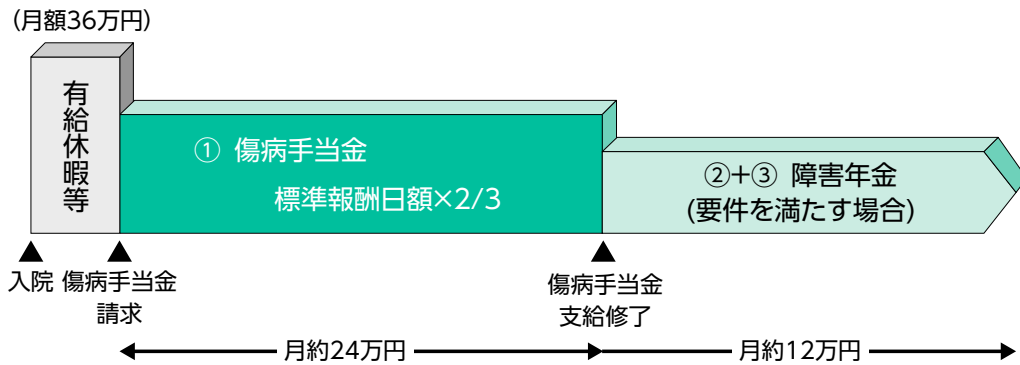 (月額36万円)
有給休暇等
① 傷病手当金
標準報酬日額×2/3
②+③ 障害年金
(要件を満たす場合)
入院
傷病手当金
請求
傷病手当金
支給修了
月約24万円
月約12万円